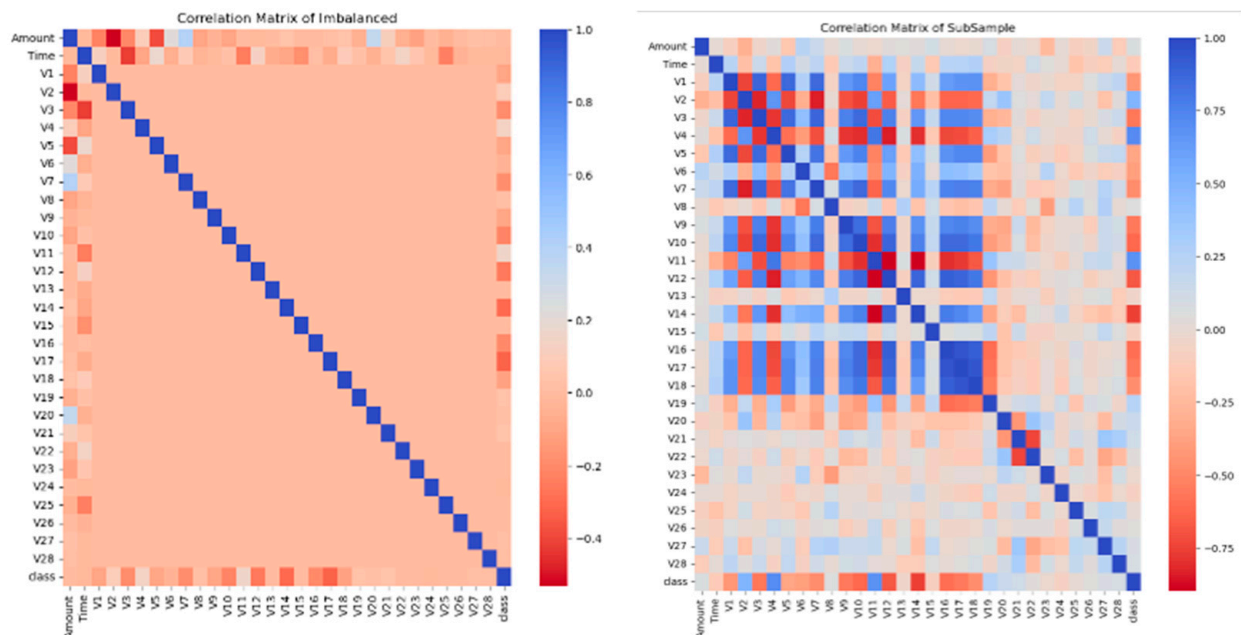 Correlation Matrix of Imbalanced
Amount
Time
V1
V2
V3
V4
V5
V6
V7
V8
V9
V10
V11
V12
V13
V14
V15
V16
V17
V18
V19
V20
V21
V22
V23
V24
V25
V26
V27
V28
class
Amount Time V1 V2 V3 V4 V5 V6 V7 V8 V9 V10 V11 V12 V13 V14 V15 V16 V17 V18 V19 V20 V21 V22 V23 V24 V25 V26 V27 V28 class
1.0
0.8
0.6
0.4
0.2
0.0
−0.2
−0.4
Correlation Matrix of SubSample
Amount
Time
V1
V2
V3
V4
V5
V6
V7
V8
V9
V10
V11
V12
V13
V14
V15
V16
V17
V18
V19
V20
V21
V22
V23
V24
V25
V26
V27
V28
class
Amount Time V1 V2 V3 V4 V5 V6 V7 V8 V9 V10 V11 V12 V13 V14 V15 V16 V17 V18 V19 V20 V21 V22 V23 V24 V25 V26 V27 V28 class
1.00
0.75
0.50
0.25
0.00
−0.25
−0.50
−0.75